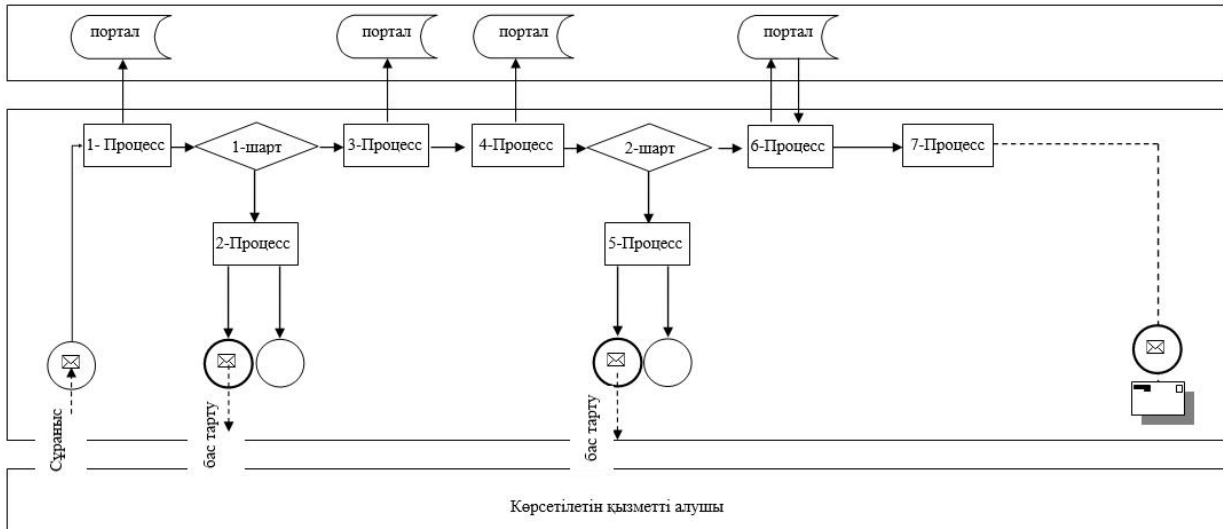 портал
портал
портал
портал
1- Процесс
1-шарт
3-Процесс
4-Процесс
2-шарт
6-Процесс
7-Процесс
2-Процесс
5-Процесс
Сұраныс
бас тарту
бас тарту
Көрсетілетін қызметті алушы